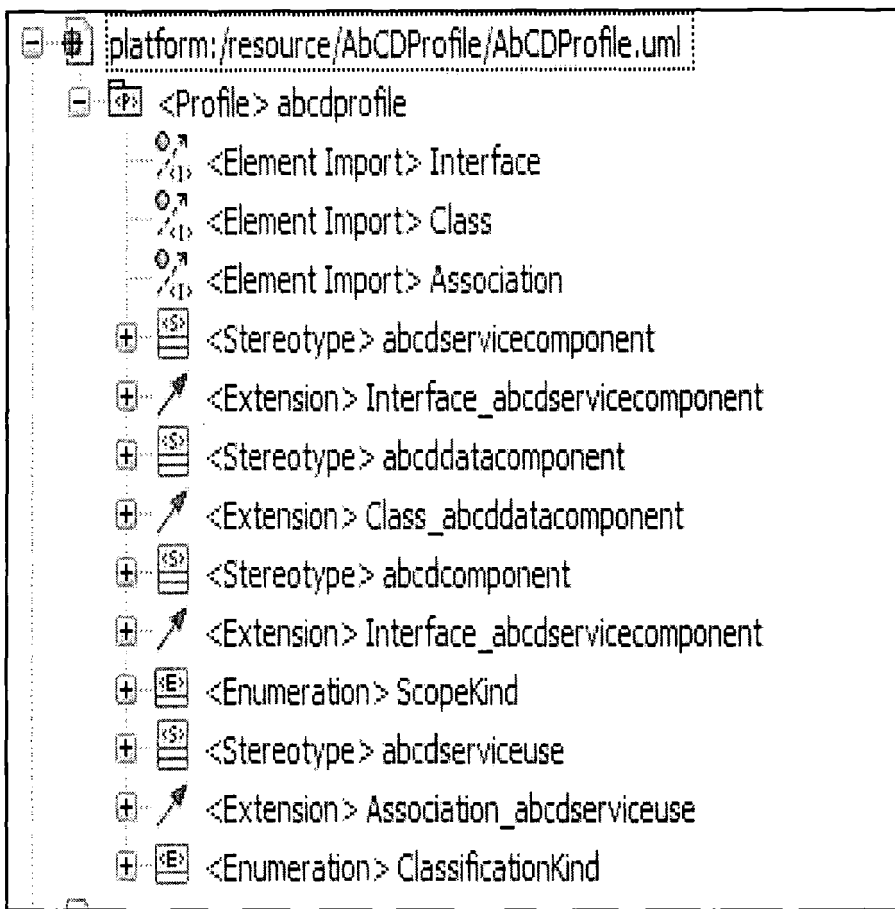 platform:/resource/AbCDProfile/AbCDProfile.uml
<P> <Profile> abcdprofile
<I> <Element Import> Interface
<I> <Element Import> Class
<I> <Element Import> Association
<S> <Stereotype> abcdservicecomponent
<Extension> Interface_abcdservicecomponent
<S> <Stereotype> abcddatacomponent
<Extension> Class_abcddatacomponent
<S> <Stereotype> abcdcomponent
<Extension> Interface_abcdservicecomponent
<E> <Enumeration> ScopeKind
<S> <Stereotype> abcdserviceuse
<Extension> Association_abcdserviceuse
<E> <Enumeration> ClassificationKind